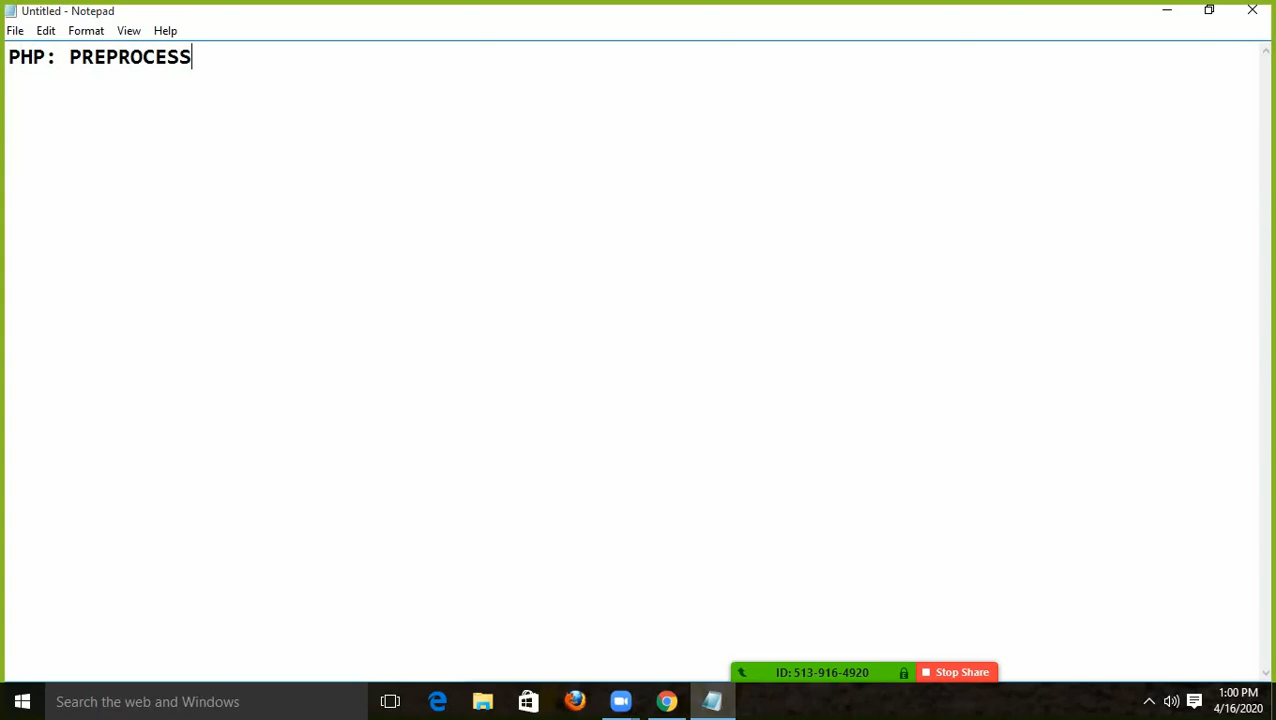 Untitled - Notepad
File Edit Format View Help
PHP: PREPROCESS
ID: 513-916-4920 Stop Share
Search the web and Windows
1:00 PM
4/16/2020